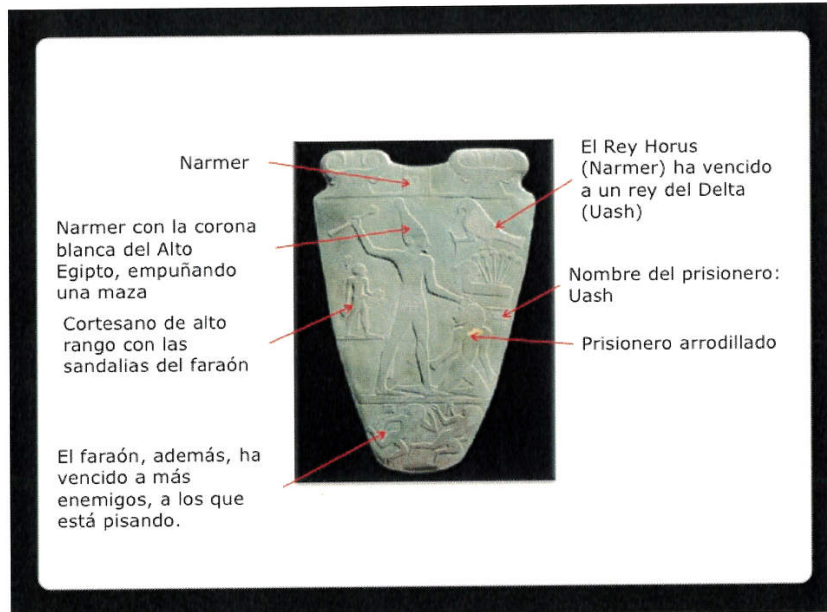 Narmer
Narmer con la corona
blanca del Alto
Egipto, empuñando
una maza
Cortesano de alto
rango con las
sandalias del faraón
El faraón, además, ha
vencido a más
enemigos, a los que
está pisando.
El Rey Horus
(Narmer) ha vencido
a un rey del Delta
(Uash)
Nombre del prisionero:
Uash
Prisionero arrodillado